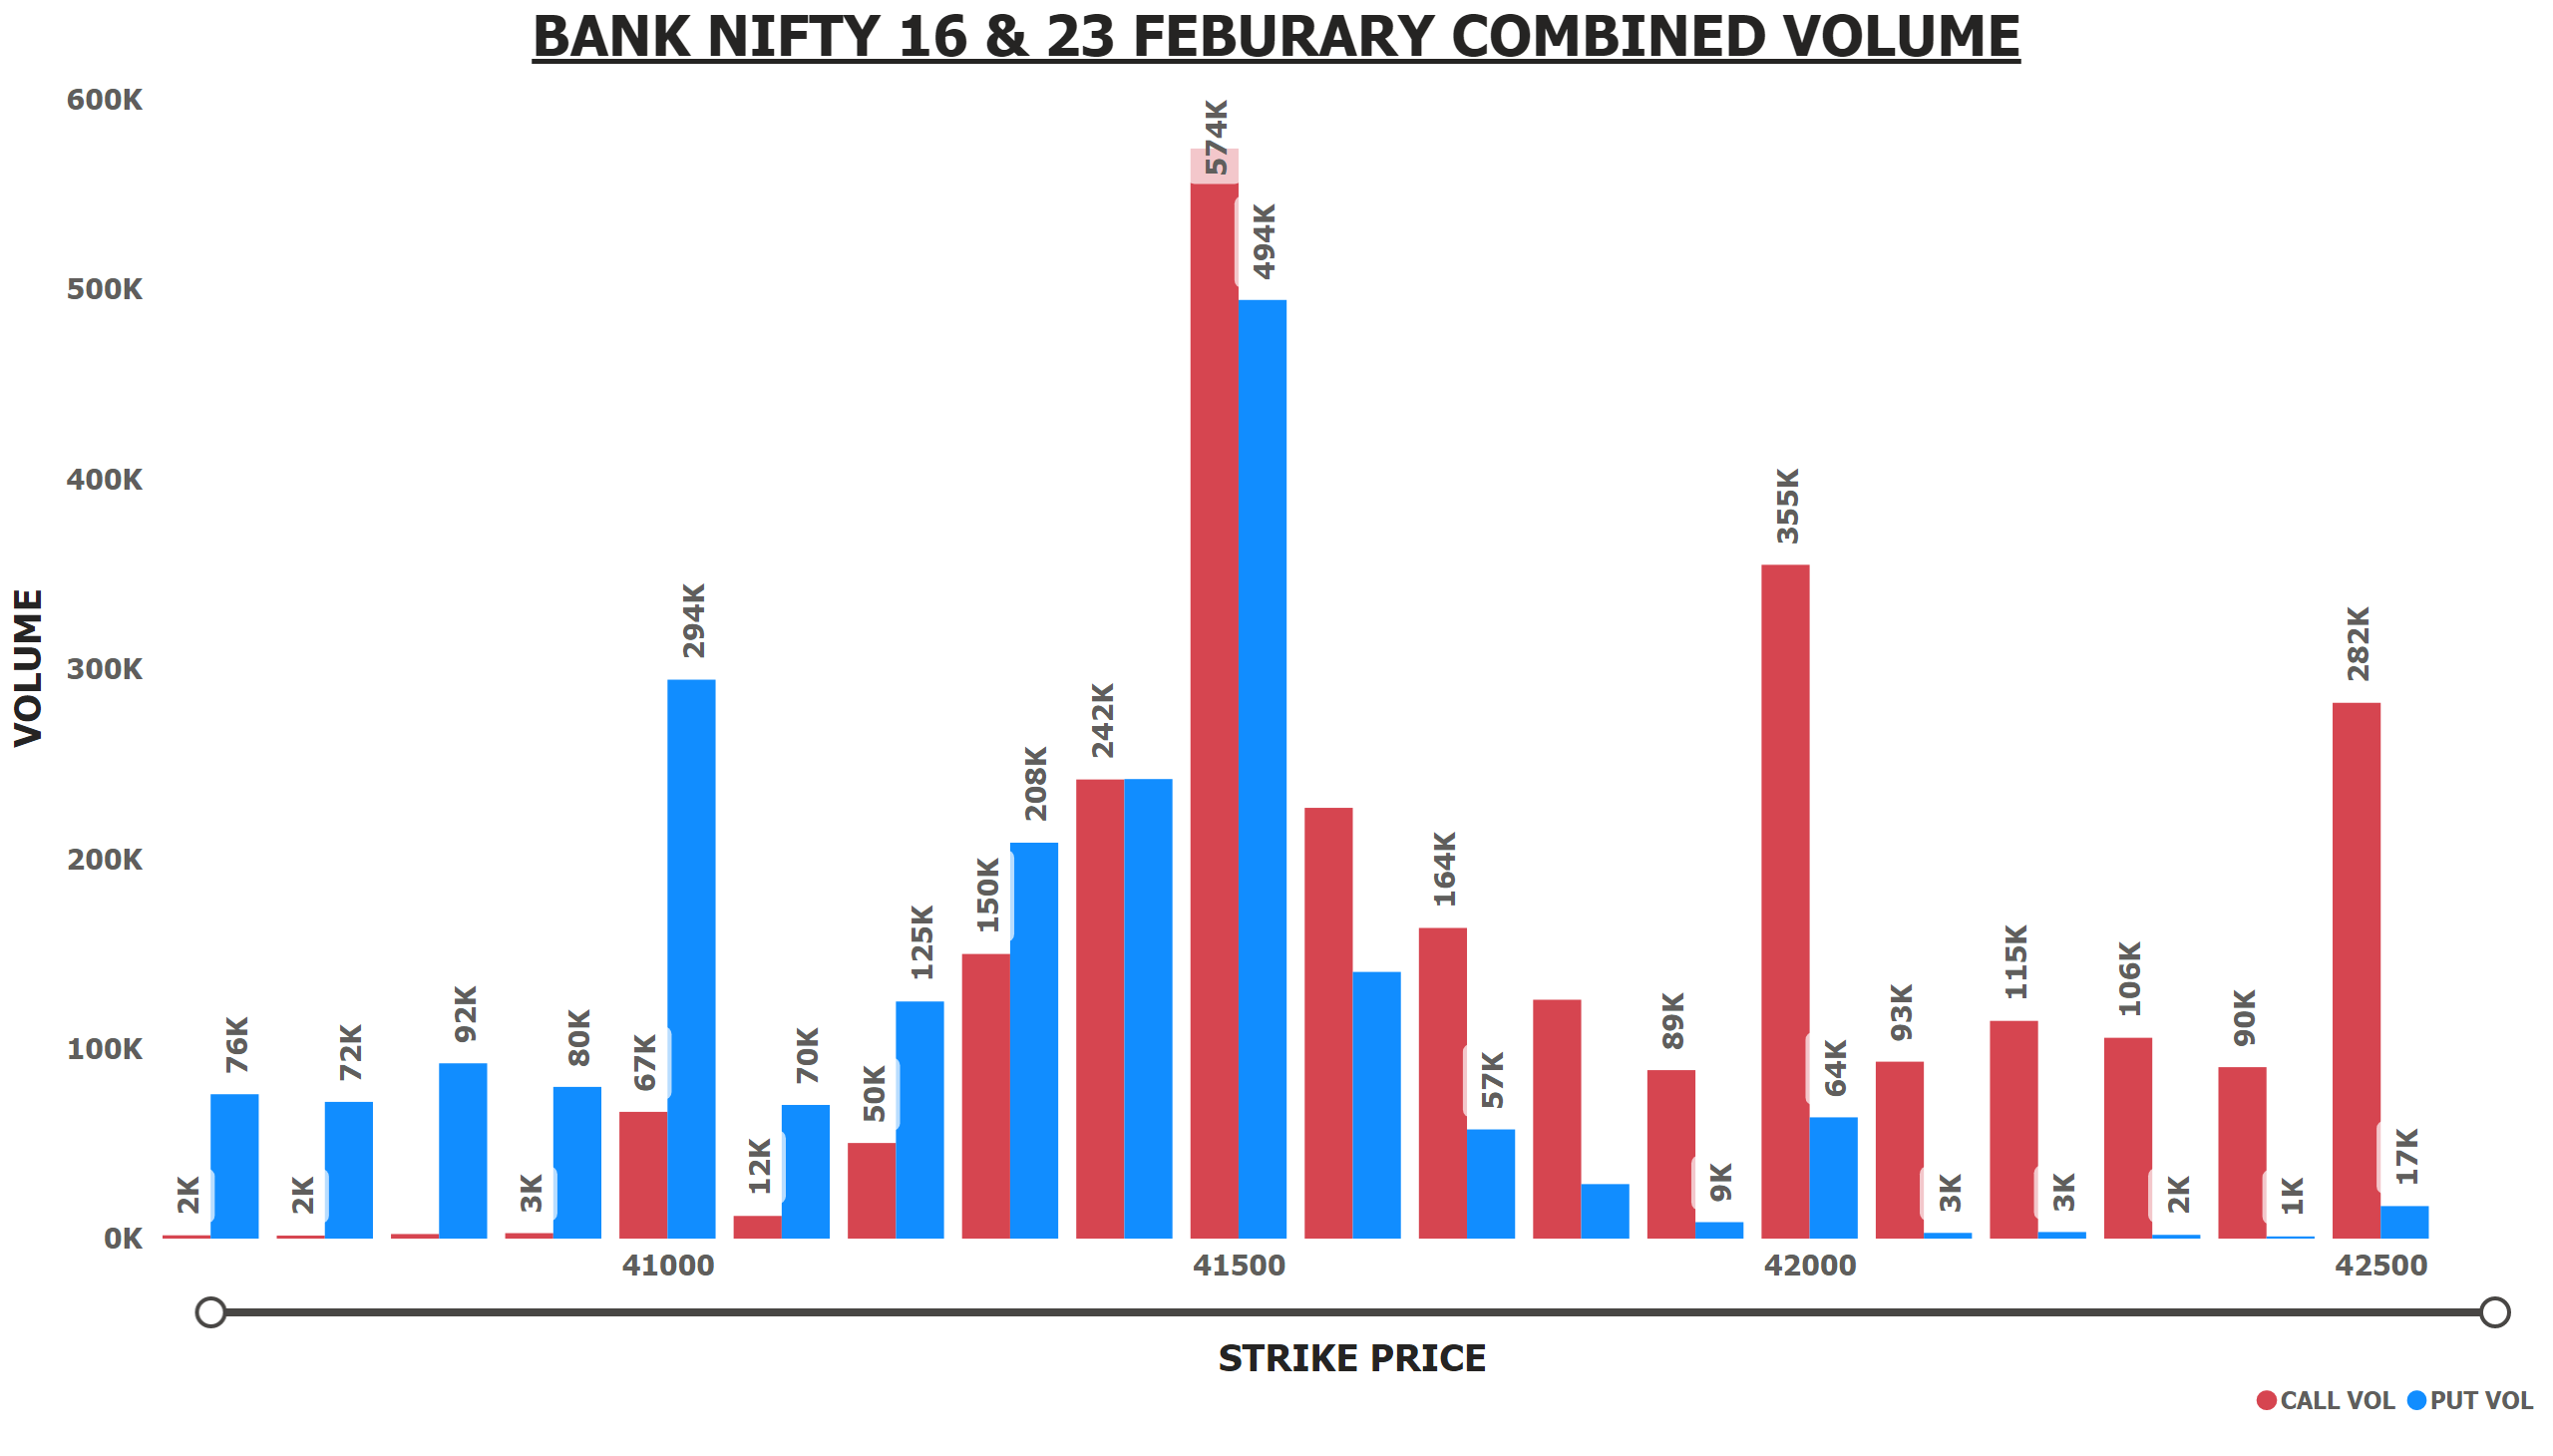 BANK NIFTY 16 & 23 FEBURARY COMBINED VOLUME
600K
500K
400K
300K
200K
100K
0K
VOLUME
2K
76K
2K
72K
92K
3K
80K
67K
294K
12K
70K
50K
125K
150K
208K
242K
574K
494K
164K
57K
89K
9K
355K
64K
93K
3K
115K
3K
106K
2K
90K
1K
282K
17K
41000 41500 42000 42500
STRIKE PRICE
CALL VOL PUT VOL